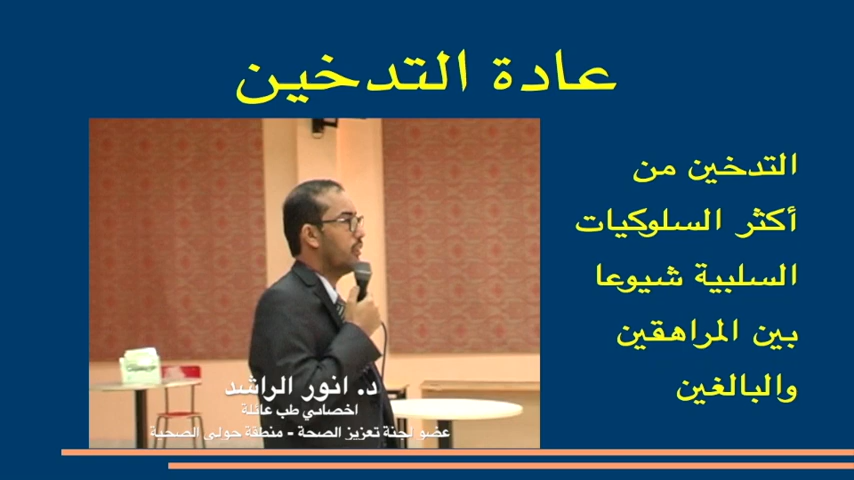 عادة التدخين
التدخين من
أكثر السلوكيات
السلبية شيوعا
بين المراهقين
والبالغين
د. انور الراشد
اخصائي طب عائلة
عضو لجنة تعزيز الصحة - منطقة حولي الصحية